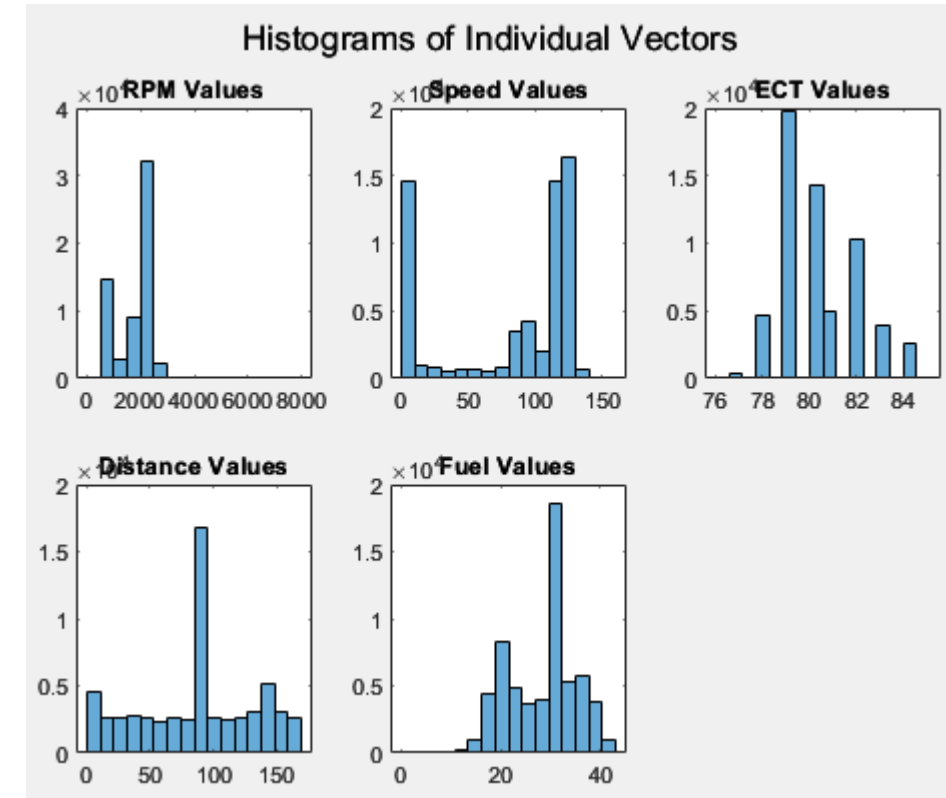 Histograms of Individual Vectors
×10⁴ RPM Values
4
3
2
1
0
0 2000 4000 6000 8000
×10⁴ Speed Values
2
1.5
1
0.5
0
0 50 100 150
×10⁴ ECT Values
2
1.5
1
0.5
0
76 78 80 82 84
×10⁴ Distance Values
2
1.5
1
0.5
0
0 50 100 150
×10⁴ Fuel Values
2
1.5
1
0.5
0
0 20 40